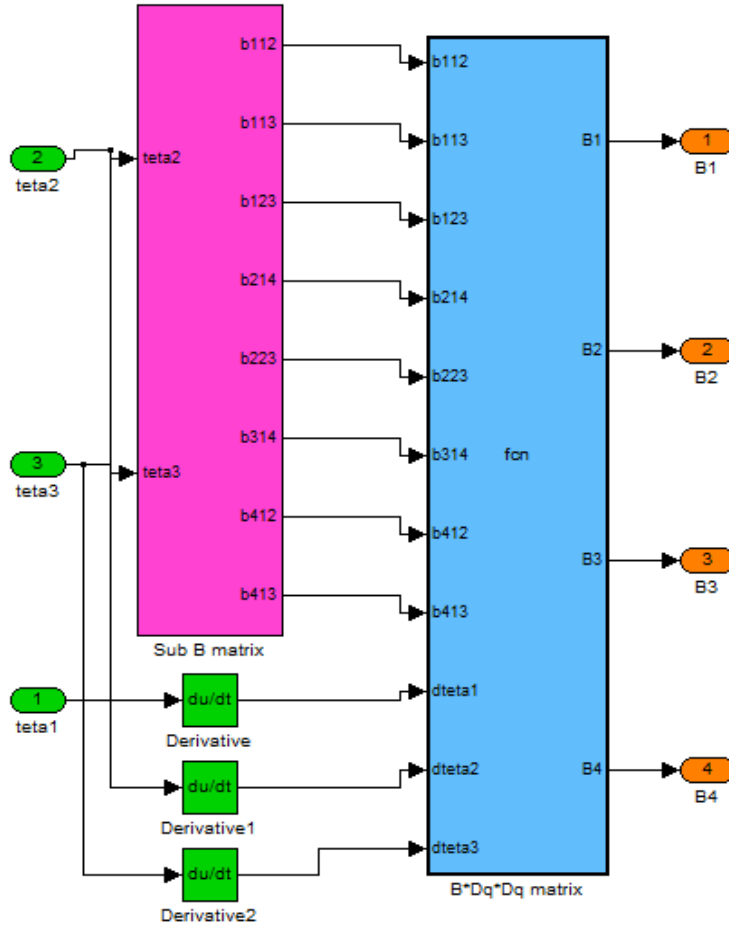 2
teta2
3
teta3
1
teta1
teta2
teta3
b112
b113
b123
b214
b223
b314
b412
b413
Sub B matrix
du/dt
Derivative
du/dt
Derivative1
du/dt
Derivative2
b112
b113
b123
b214
b223
b314
b412
b413
dteta1
dteta2
dteta3
fcn
B1
B2
B3
B4
B*Dq*Dq matrix
1
B1
2
B2
3
B3
4
B4